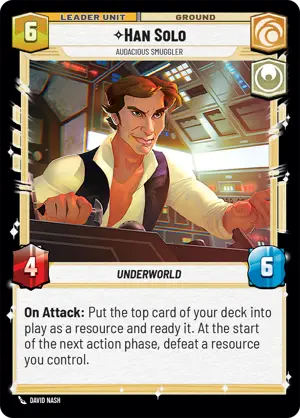 LEADER UNIT
GROUND
6
HAN SOLO
AUDACIOUS SMUGGLER
4
UNDERWORLD
6
On Attack: Put the top card of your deck into
play as a resource and ready it. At the start
of the next action phase, defeat a resource
you control.
DAVID NASH